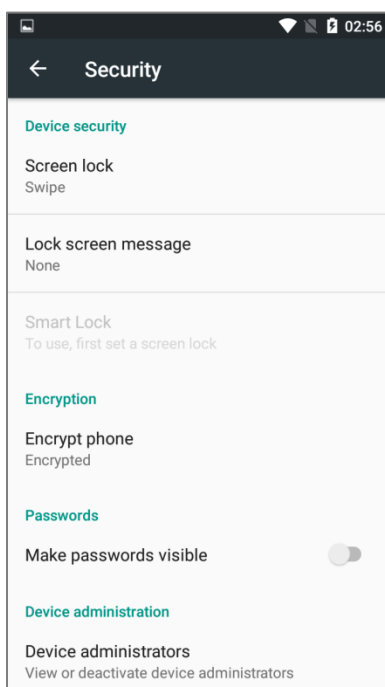 02:56
Security
Device security
Screen lock
Swipe
Lock screen message
None
Smart Lock
To use, first set a screen lock
Encryption
Encrypt phone
Encrypted
Passwords
Make passwords visible
Device administration
Device administrators
View or deactivate device administrators